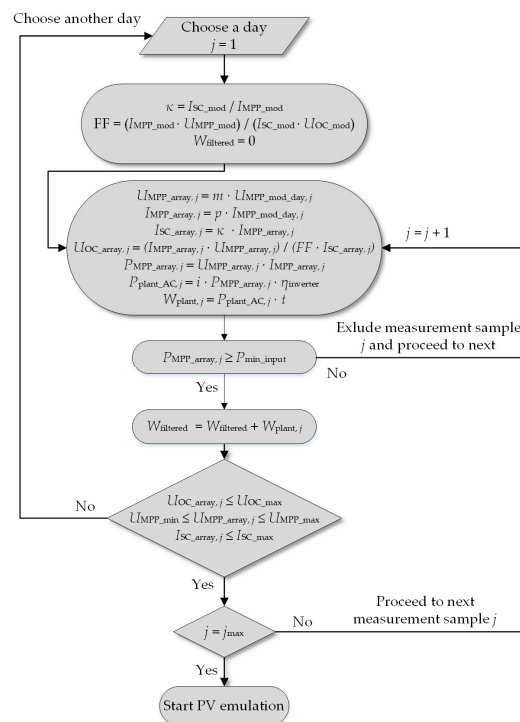 Choose another day
Choose a day
j = 1
κ = ISC_mod / IMPP_mod
FF = (IMPP_mod · UMPP_mod) / (ISC_mod · UOC_mod)
Wfiltered = 0
UMPP_array, j = m · UMPP_mod_day, j
IMPP_array, j = p · IMPP_mod_day, j
ISC_array, j = κ · IMPP_array, j
UOC_array, j = (IMPP_array, j · UMPP_array, j) / (FF · ISC_array, j)
PMPP_array, j = UMPP_array, j · IMPP_array, j
Pplant_AC, j = i · PMPP_array, j · ηinverter
Wplant, j = Pplant_AC, j · t
j = j + 1
Exlude measurement sample
j and proceed to next
PMPP_array, j ≥ Pmin_input
No
Yes
Wfiltered = Wfiltered + Wplant, j
UOC_array, j ≤ UOC_max
UMPP_min ≤ UMPP_array, j ≤ UMPP_max
ISC_array, j ≤ ISC_max
No
Yes
Proceed to next
measurement sample j
j = jmax
No
Yes
Start PV emulation